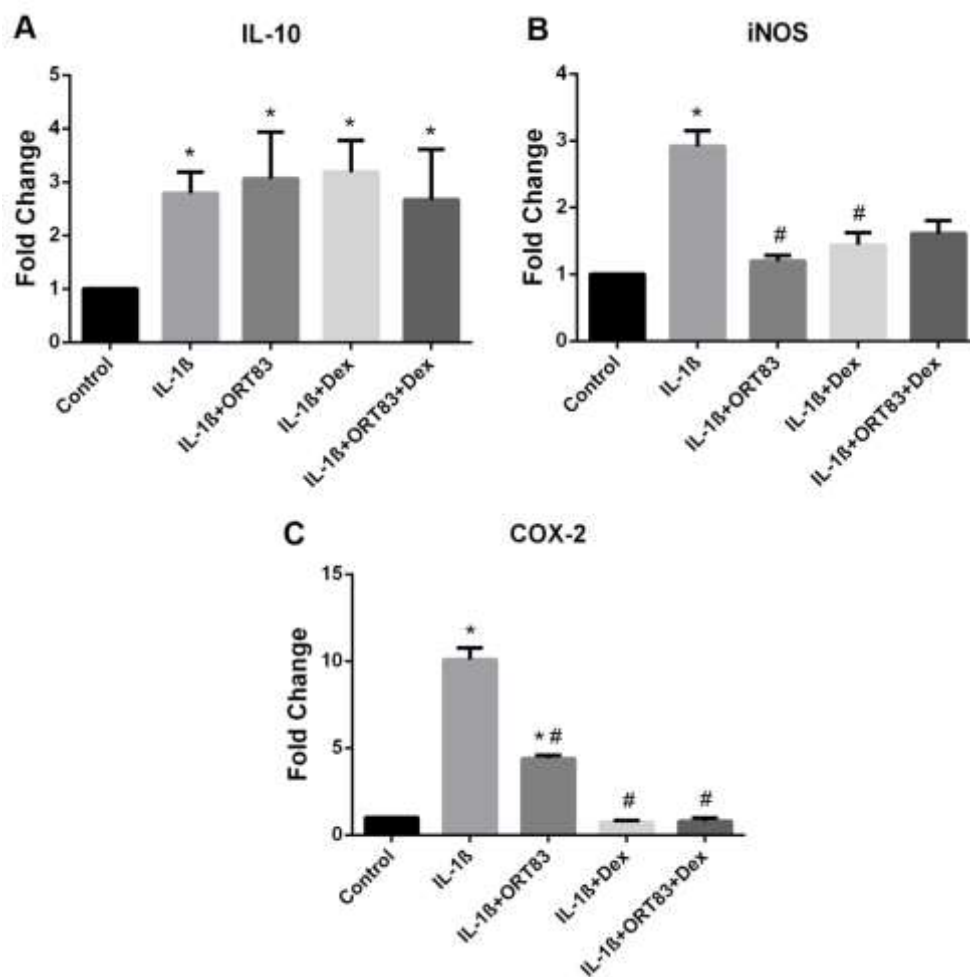 A
IL-10
Fold Change
5
4
3
2
1
0
*
*
*
*
Control
IL-1ß
IL-1ß+ORT83
IL-1ß+Dex
IL-1ß+ORT83+Dex
B
iNOS
Fold Change
4
3
2
1
0
*
#
#
Control
IL-1ß
IL-1ß+ORT83
IL-1ß+Dex
IL-1ß+ORT83+Dex
C
COX-2
Fold Change
15
10
5
0
*
*#
#
#
Control
IL-1ß
IL-1ß+ORT83
IL-1ß+Dex
IL-1ß+ORT83+Dex